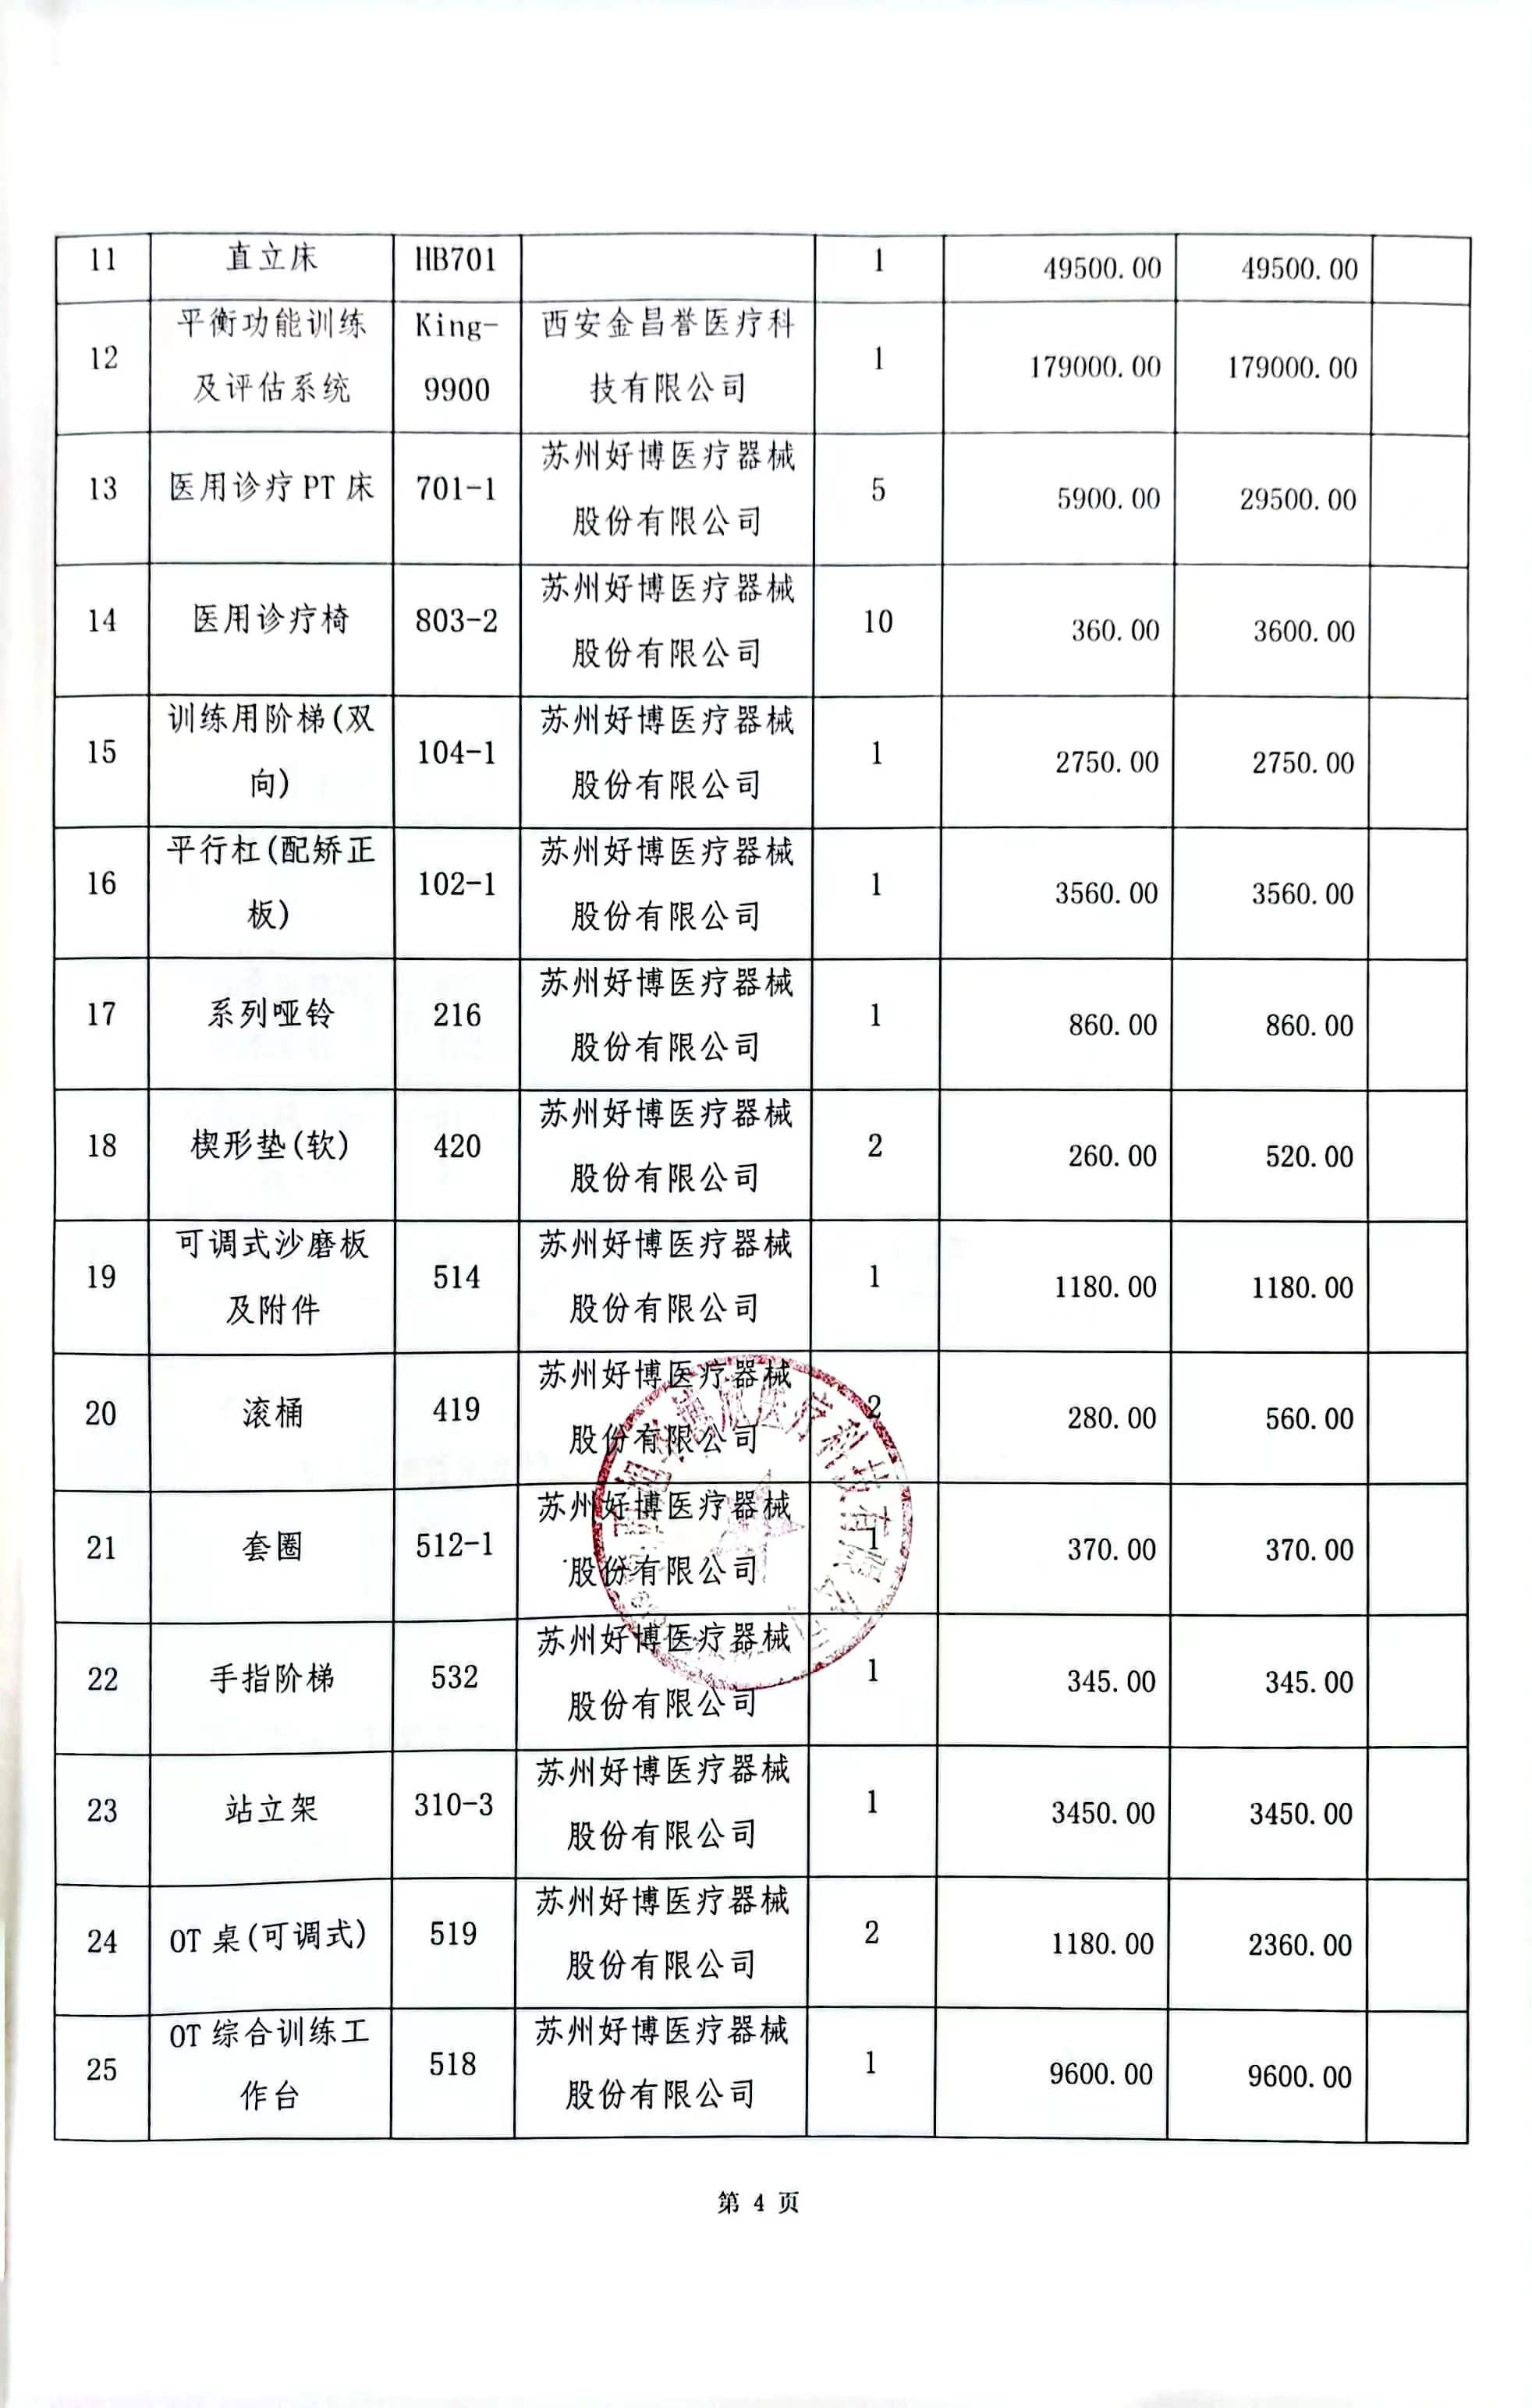 11 直立床 HB701 1 49500.00 49500.00
平衡功能训练 King- 西安金昌誉医疗科
12 1 179000.00 179000.00
及评估系统 9900 技有限公司
苏州好博医疗器械
13 医用诊疗PT床 701-1 5 5900.00 29500.00
股份有限公司
苏州好博医疗器械
14 医用诊疗椅 803-2 10 360.00 3600.00
股份有限公司
训练用阶梯(双 苏州好博医疗器械
15 104-1 1 2750.00 2750.00
向) 股份有限公司
平行杠(配矫正 苏州好博医疗器械
16 102-1 1 3560.00 3560.00
板) 股份有限公司
苏州好博医疗器械
17 系列哑铃 216 1 860.00 860.00
股份有限公司
苏州好博医疗器械
18 楔形垫(软) 420 2 260.00 520.00
股份有限公司
可调式沙磨板 苏州好博医疗器械
19 514 1 1180.00 1180.00
及附件 股份有限公司
苏州好博医疗器械
20 滚桶 419 2 280.00 560.00
股份有限公司
苏州好博医疗器械
21 套圈 512-1 1 370.00 370.00
股份有限公司
苏州好博医疗器械
22 手指阶梯 532 1 345.00 345.00
股份有限公司
苏州好博医疗器械
23 站立架 310-3 1 3450.00 3450.00
股份有限公司
苏州好博医疗器械
24 OT桌(可调式) 519 2 1180.00 2360.00
股份有限公司
OT综合训练工 苏州好博医疗器械
25 518 1 9600.00 9600.00
作台 股份有限公司
第 4 页